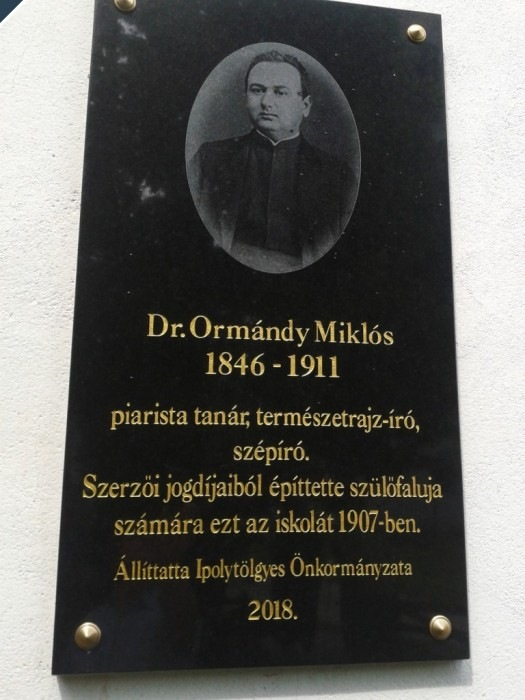 Dr. Ormándy Miklós
1846 - 1911
piarista tanár, természetrajz-író,
szépíró.
Szerzői jogdíjaiból építtette szülőfaluja
számára ezt az iskolát 1907-ben.
Állíttatta Ipolytölgyes Önkormányzata
2018.